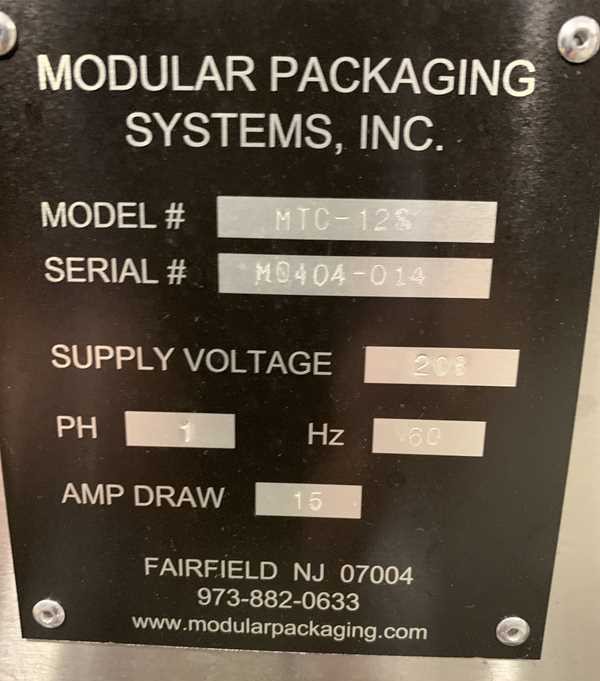 MODULAR PACKAGING
SYSTEMS, INC.
MODEL # MTC-12S
SERIAL # M0404-014
SUPPLY VOLTAGE 208
PH 1 Hz 60
AMP DRAW 15
FAIRFIELD NJ 07004
973-882-0633
www.modularpackaging.com